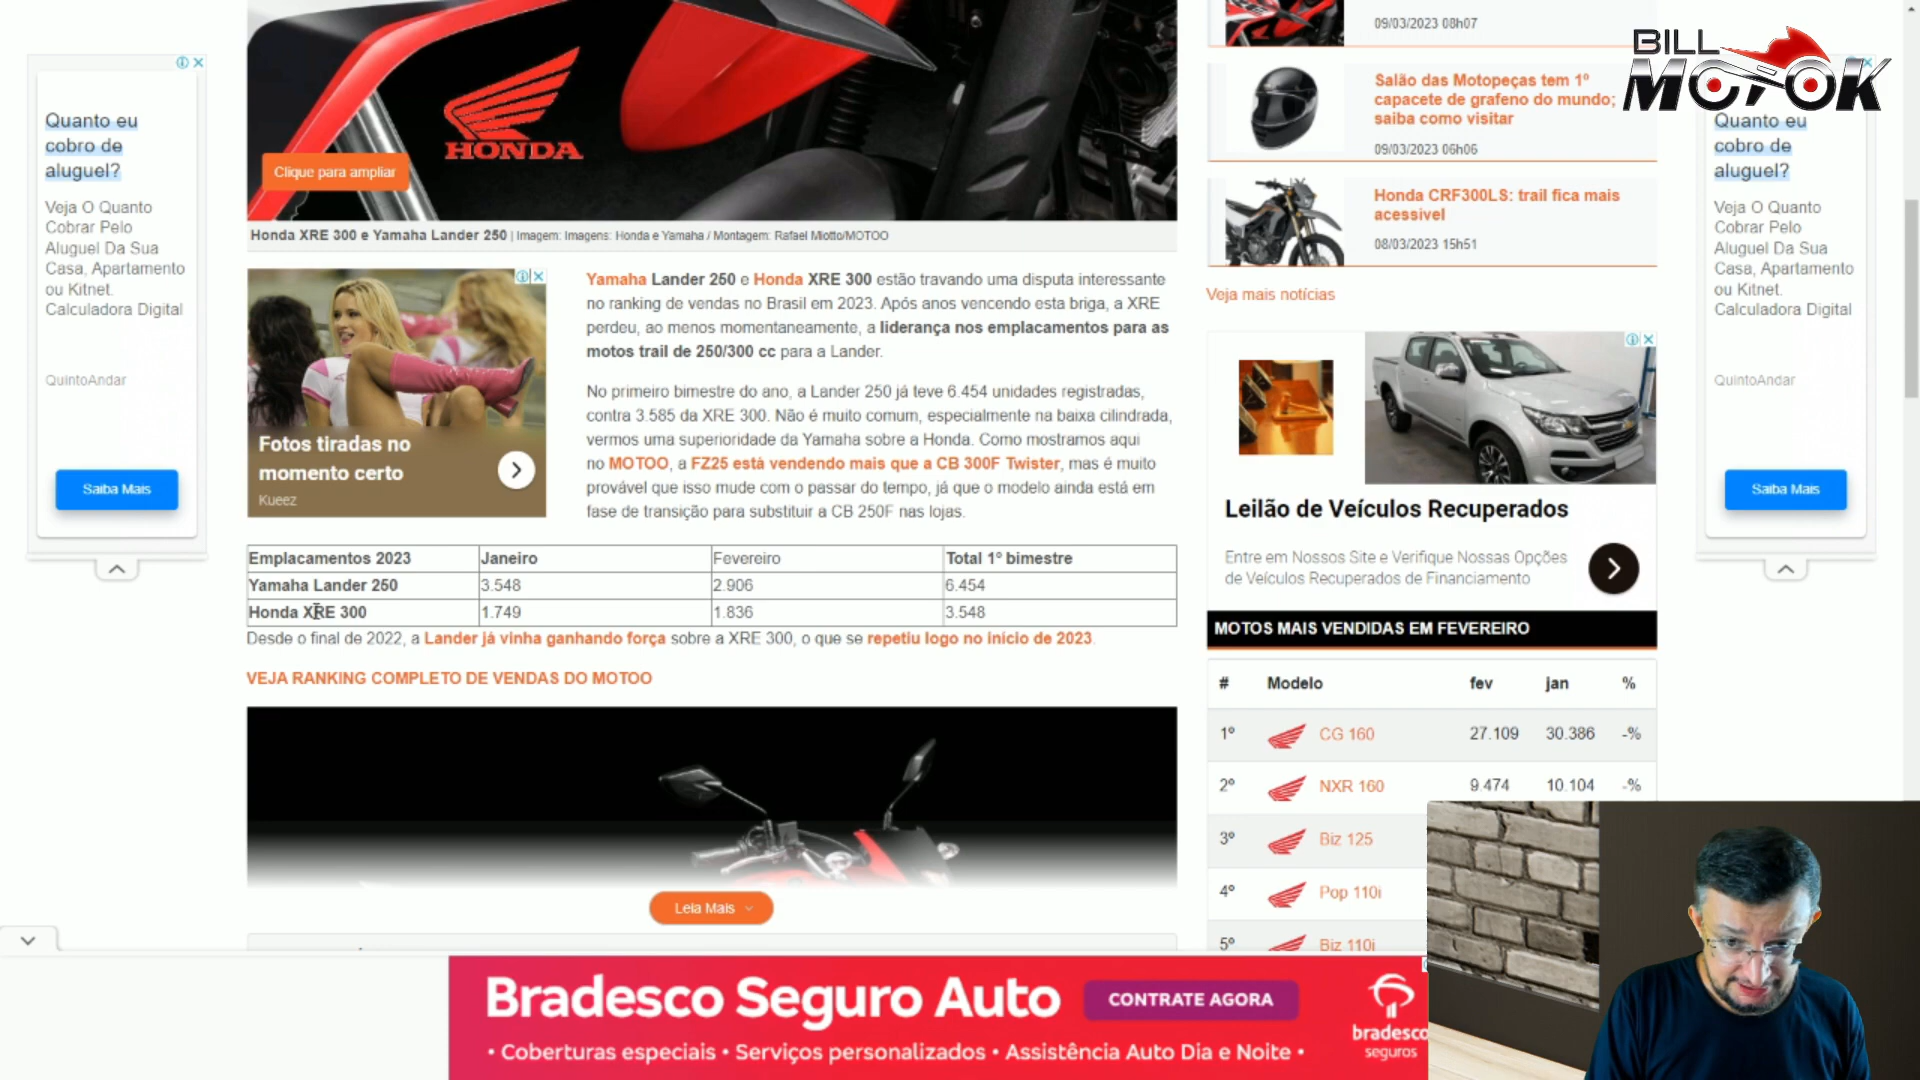 Quanto eu
cobro de
aluguel?
Veja O Quanto
Cobrar Pelo
Aluguel Da Sua
Casa, Apartamento
ou Kitnet.
Calculadora Digital
QuintoAndar
Saiba Mais
HONDA
Clique para ampliar
Honda XRE 300 e Yamaha Lander 250 | Imagem: Imagens: Honda e Yamaha / Montagem: Rafael Miotto/MOTOO
Fotos tiradas no
momento certo
Kueez
Yamaha Lander 250 e Honda XRE 300 estão travando uma disputa interessante
no ranking de vendas no Brasil em 2023. Após anos vencendo esta briga, a XRE
perdeu, ao menos momentaneamente, a liderança nos emplacamentos para as
motos trail de 250/300 cc para a Lander.
No primeiro bimestre do ano, a Lander 250 já teve 6.454 unidades registradas,
contra 3.585 da XRE 300. Não é muito comum, especialmente na baixa cilindrada,
vermos uma superioridade da Yamaha sobre a Honda. Como mostramos aqui
no MOTOO, a FZ25 está vendendo mais que a CB 300F Twister, mas é muito
provável que isso mude com o passar do tempo, já que o modelo ainda está em
fase de transição para substituir a CB 250F nas lojas.
Emplacamentos 2023 Janeiro Fevereiro Total 1º bimestre
Yamaha Lander 250 3.548 2.906 6.454
Honda XRE 300 1.749 1.836 3.548
Desde o final de 2022, a Lander já vinha ganhando força sobre a XRE 300, o que se repetiu logo no início de 2023.
VEJA RANKING COMPLETO DE VENDAS DO MOTOO
Leia Mais
09/03/2023 08h07
Salão das Motopeças tem 1º
capacete de grafeno do mundo;
saiba como visitar
09/03/2023 06h06
Honda CRF300LS: trail fica mais
acessível
08/03/2023 15h51
Veja mais notícias
Leilão de Veículos Recuperados
Entre em Nossos Site e Verifique Nossas Opções
de Veículos Recuperados de Financiamento
MOTOS MAIS VENDIDAS EM FEVEREIRO
# Modelo fev jan %
1º CG 160 27.109 30.386 -%
2º NXR 160 9.474 10.104 -%
3º Biz 125
4º Pop 110i
5º Biz 110i
BILL
MOTOK
Quanto eu
cobro de
aluguel?
Veja O Quanto
Cobrar Pelo
Aluguel Da Sua
Casa, Apartamento
ou Kitnet.
Calculadora Digital
QuintoAndar
Saiba Mais
Bradesco Seguro Auto
CONTRATE AGORA
• Coberturas especiais • Serviços personalizados • Assistência Auto Dia e Noite •
bradesco
seguros